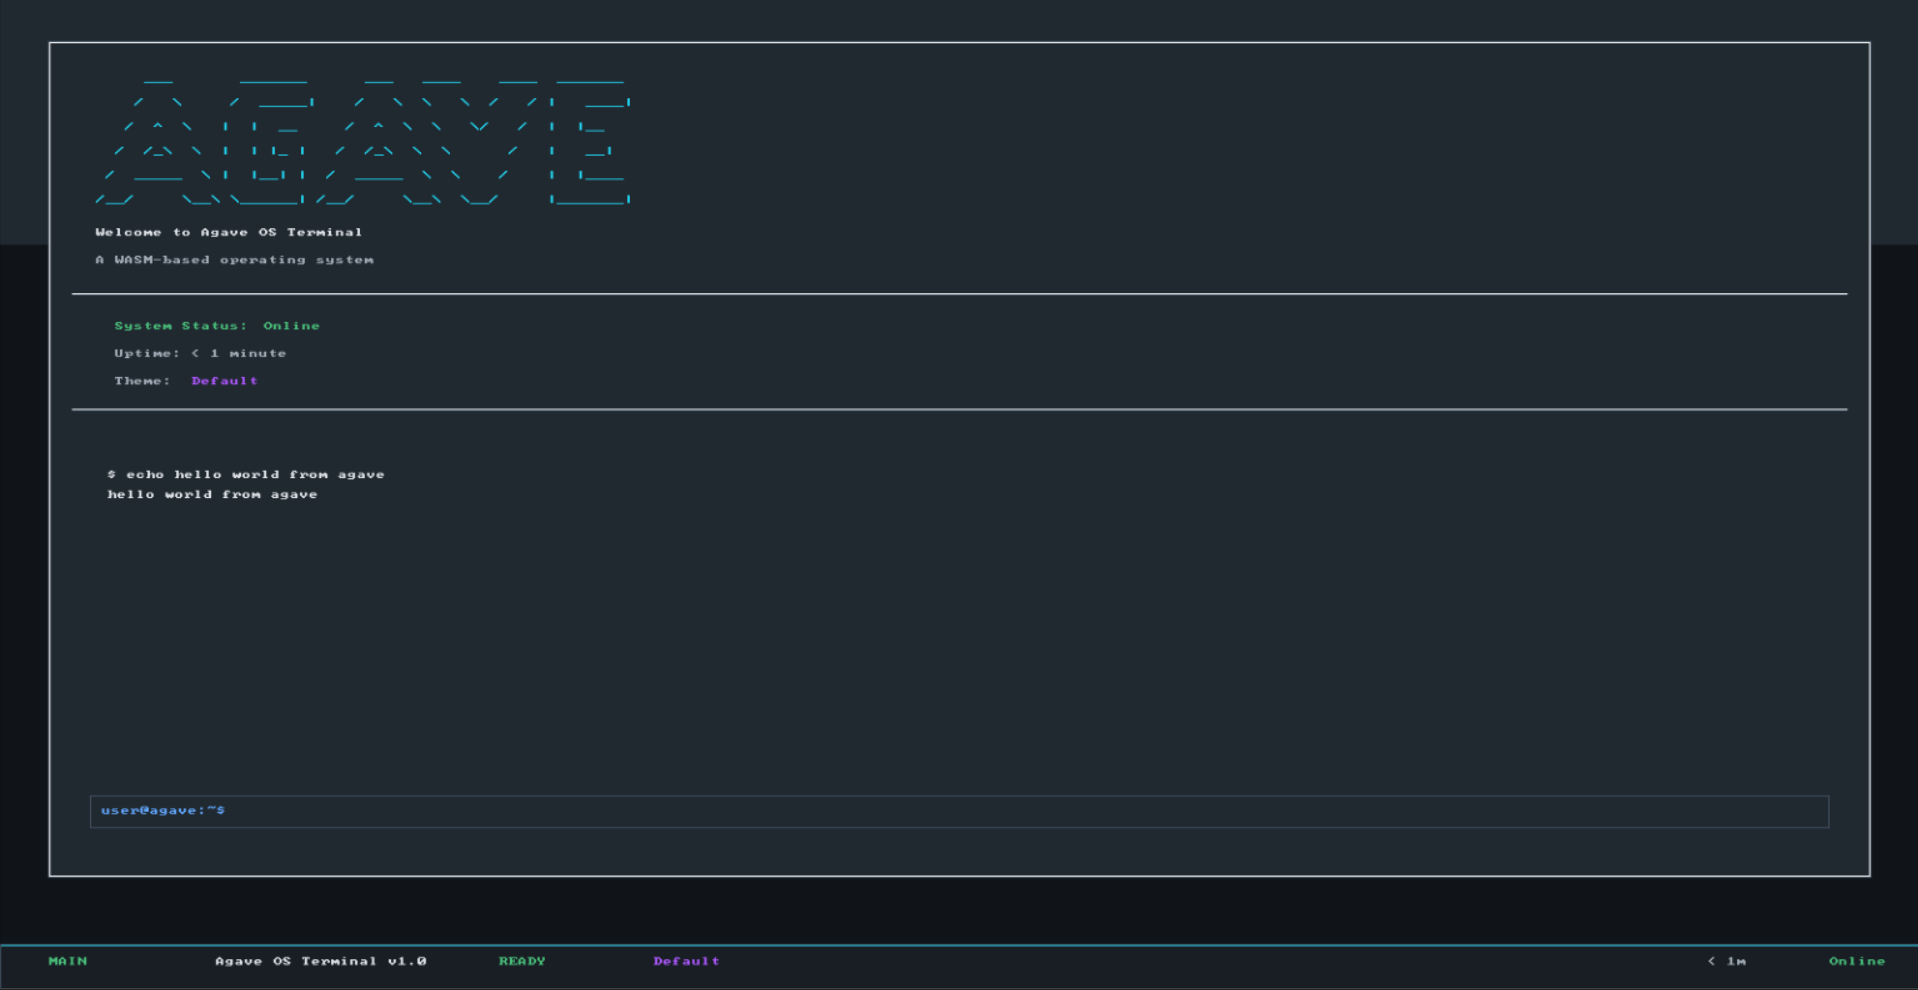 AGAVE
Welcome to Agave OS Terminal
A WASM-based operating system
System Status: Online
Uptime: < 1 minute
Theme: Default
$ echo hello world from agave
hello world from agave
user@agave:~$
MAIN Agave OS Terminal v1.0 READY Default < 1m Online